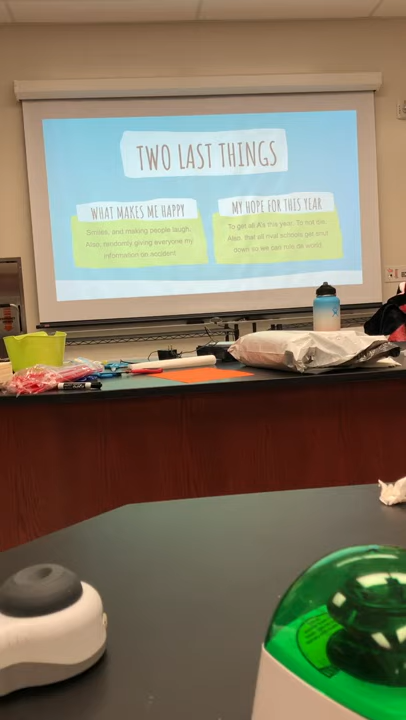 TWO LAST THINGS
WHAT MAKES ME HAPPY
Smiles, and making people laugh.
Also, randomly giving everyone my
information on accident.
MY HOPE FOR THIS YEAR
To get all A's this year. To not die.
Also, that all rival schools get shut
down so we can rule da world.